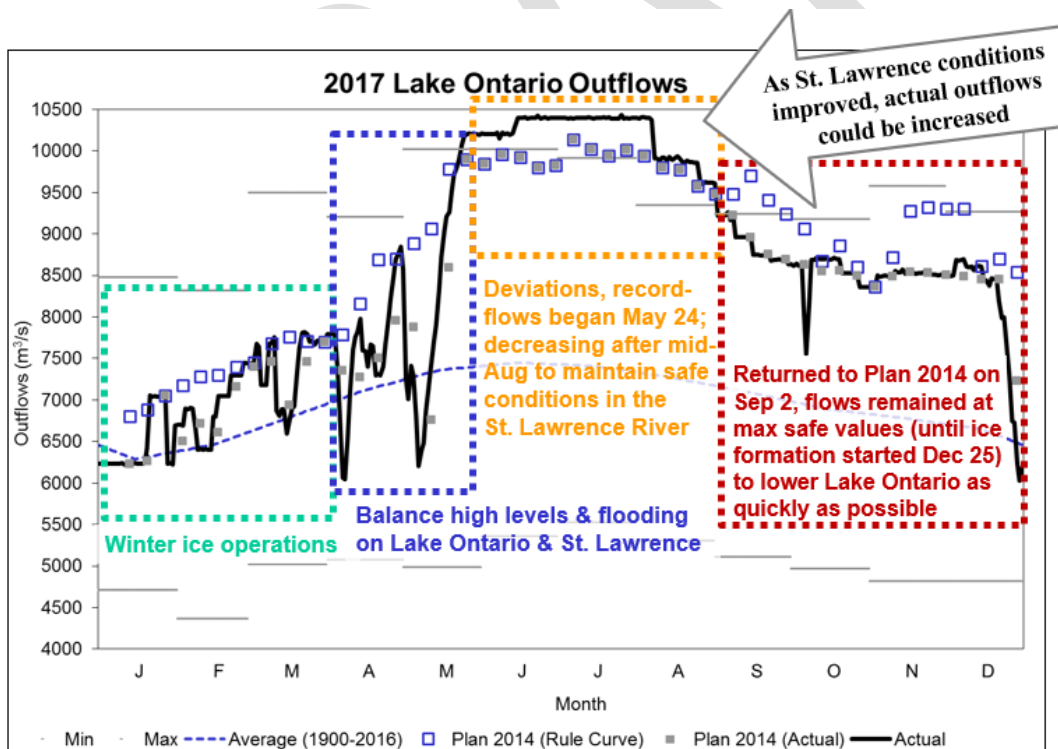 2017 Lake Ontario Outflows
As St. Lawrence conditions
improved, actual outflows
could be increased
Outflows (m³/s)
10500
10000
9500
9000
8500
8000
7500
7000
6500
6000
5500
5000
4500
4000
Winter ice operations
Balance high levels & flooding
on Lake Ontario & St. Lawrence
Deviations, record-
flows began May 24;
decreasing after mid-
Aug to maintain safe
conditions in the
St. Lawrence River
Returned to Plan 2014 on
Sep 2, flows remained at
max safe values (until ice
formation started Dec 25)
to lower Lake Ontario as
quickly as possible
J F M A M J J A S O N D
Month
Min Max Average (1900-2016) Plan 2014 (Rule Curve) Plan 2014 (Actual) Actual